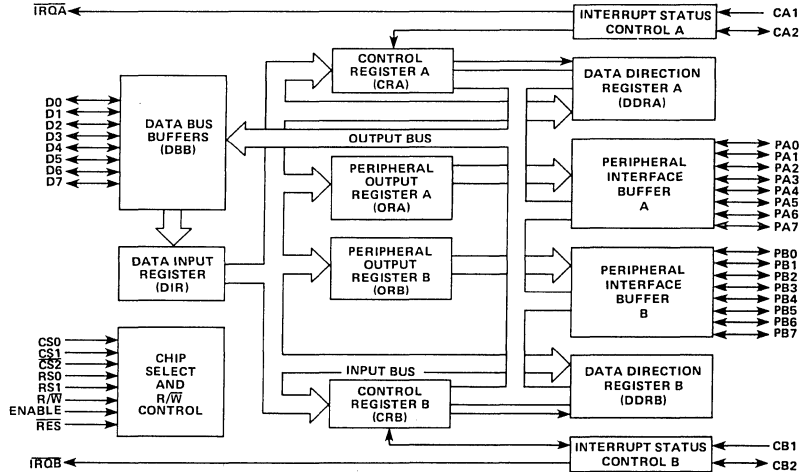 IRQA
INTERRUPT STATUS
CONTROL A
CA1
CA2
CONTROL
REGISTER A
(CRA)
DATA DIRECTION
REGISTER A
(DDRA)
D0
D1
D2
D3
D4
D5
D6
D7
DATA BUS
BUFFERS
(DBB)
OUTPUT BUS
PERIPHERAL
OUTPUT
REGISTER A
(ORA)
PERIPHERAL
INTERFACE
BUFFER
A
PA0
PA1
PA2
PA3
PA4
PA5
PA6
PA7
DATA INPUT
REGISTER
(DIR)
PERIPHERAL
OUTPUT
REGISTER B
(ORB)
PERIPHERAL
INTERFACE
BUFFER
B
PB0
PB1
PB2
PB3
PB4
PB5
PB6
PB7
CS0
CS1
CS2
RS0
RS1
R/W
ENABLE
RES
CHIP
SELECT
AND
R/W
CONTROL
INPUT BUS
CONTROL
REGISTER B
(CRB)
DATA DIRECTION
REGISTER B
(DDRB)
IRQB
INTERRUPT STATUS
CONTROL B
CB1
CB2